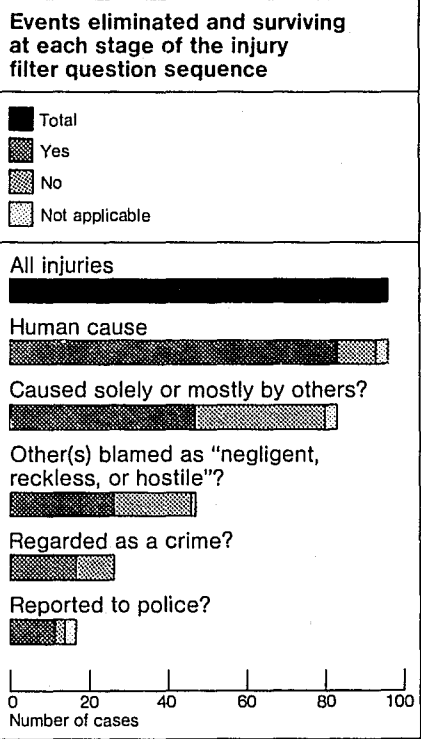 Events eliminated and surviving
at each stage of the injury
filter question sequence
Total
Yes
No
Not applicable
All injuries
Human cause
Caused solely or mostly by others?
Other(s) blamed as "negligent,
reckless, or hostile"?
Regarded as a crime?
Reported to police?
0 20 40 60 80 100
Number of cases